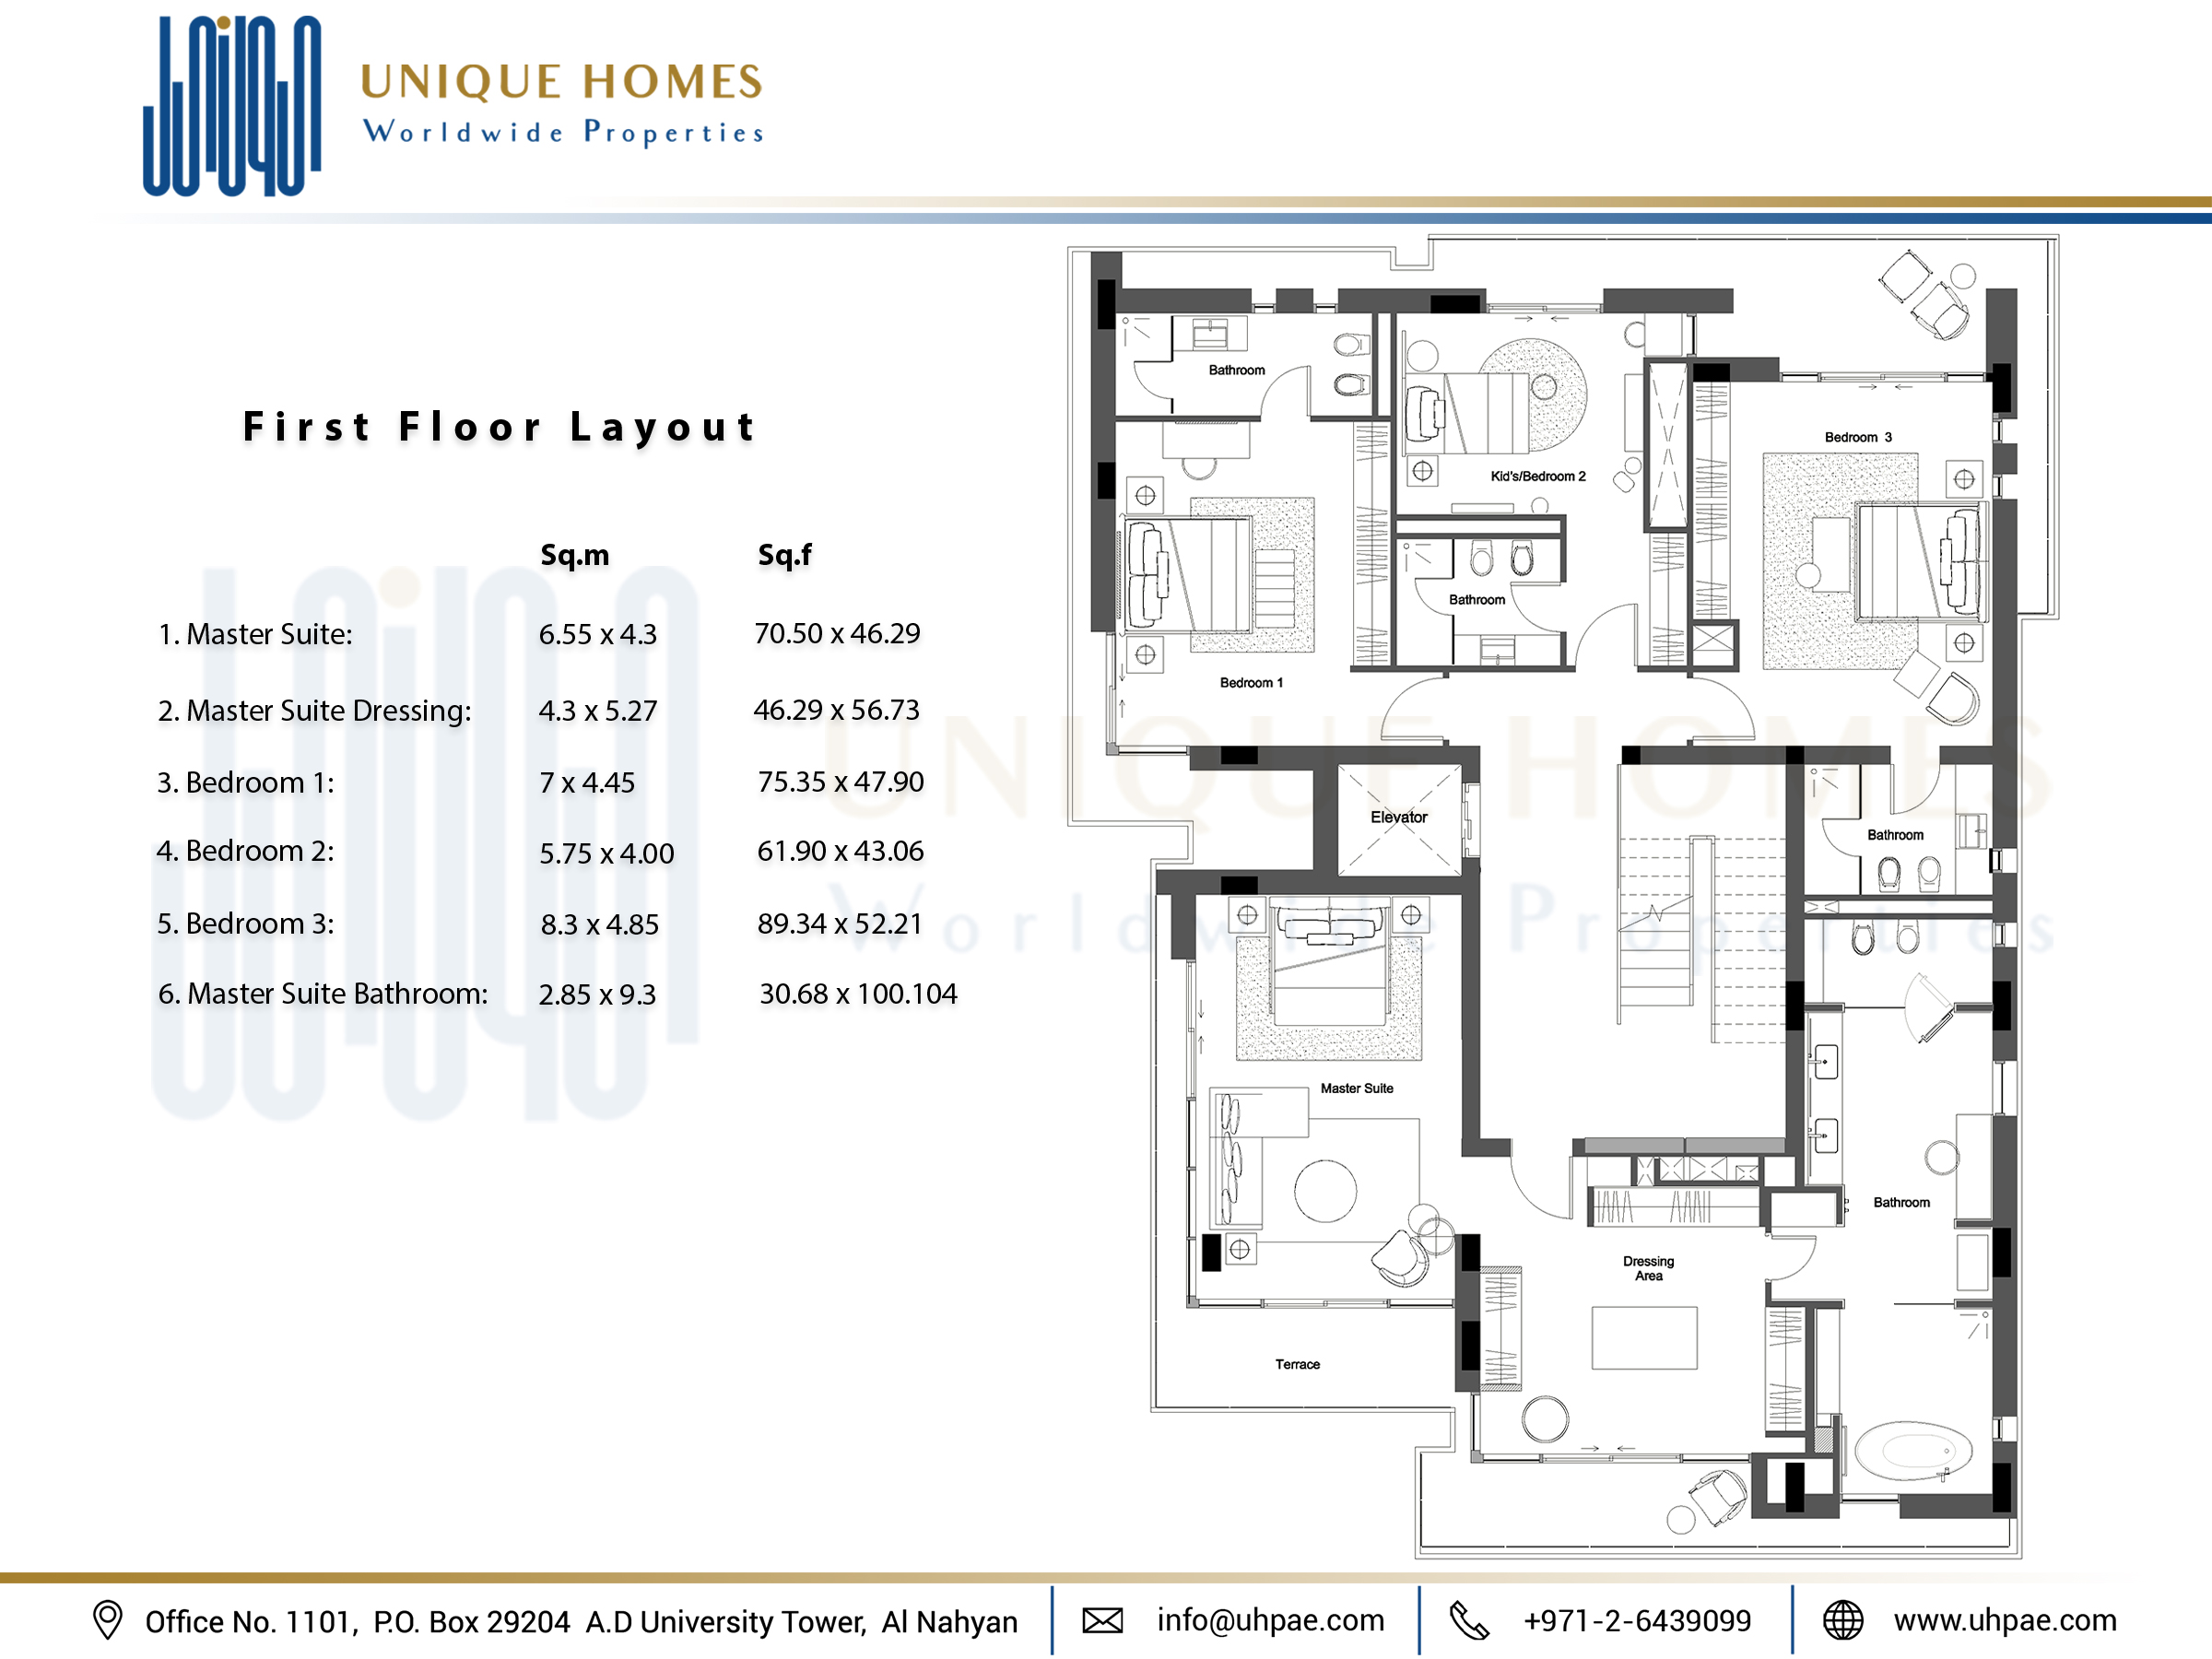 UNIQUE HOMES
Worldwide Properties
First Floor Layout
Sq.m Sq.f
1. Master Suite: 6.55 x 4.3 70.50 x 46.29
2. Master Suite Dressing: 4.3 x 5.27 46.29 x 56.73
3. Bedroom 1: 7 x 4.45 75.35 x 47.90
4. Bedroom 2: 5.75 x 4.00 61.90 x 43.06
5. Bedroom 3: 8.3 x 4.85 89.34 x 52.21
6. Master Suite Bathroom: 2.85 x 9.3 30.68 x 100.104
Bathroom
Bedroom 3
Kid's/Bedroom 2
Bathroom
Bedroom 1
UNIQUE HOMES
Elevator
Bathroom
Worldwide Properties
Master Suite
Bathroom
Dressing
Area
Terrace
Office No. 1101, P.O. Box 29204 A.D University Tower, Al Nahyan
info@uhpae.com
+971-2-6439099
www.uhpae.com